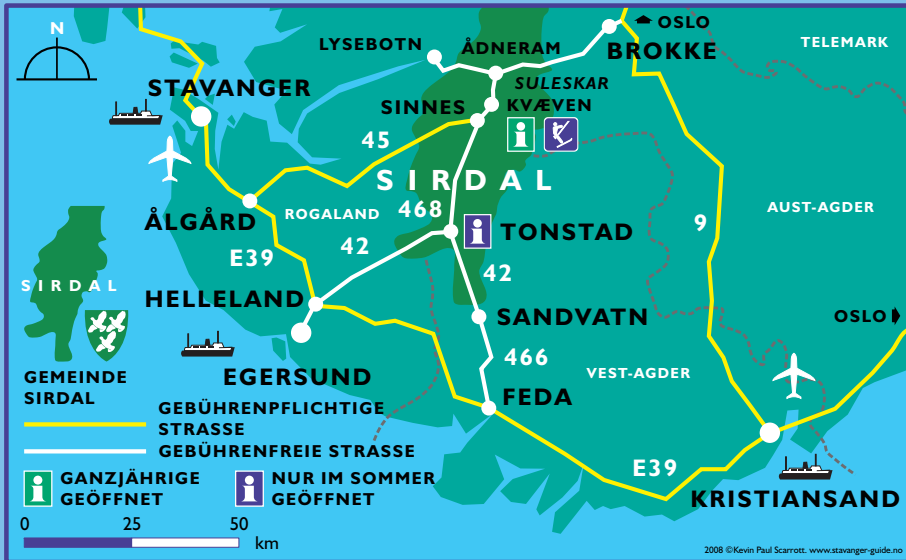 N
OSLO
LYSEBOTN
ÅDNERAM
BROKKE
TELEMARK
STAVANGER
SULESKAR
SINNES
KVÆVEN
45
SIRDAL
ROGALAND
468
ÅLGÅRD
42
TONSTAD
9
AUST-AGDER
E39
42
SIRDAL
HELLELAND
SANDVATN
OSLO
466
EGERSUND
VEST-AGDER
FEDA
GEMEINDE
SIRDAL
GEBÜHRENPFLICHTIGE
STRASSE
GEBÜHRENFREIE STRASSE
E39
GANZJÄHRIGE
GEÖFFNET
NUR IM SOMMER
GEÖFFNET
KRISTIANSAND
0 25 50
km
2008 ©Kevin Paul Scarrott. www.stavanger-guide.no